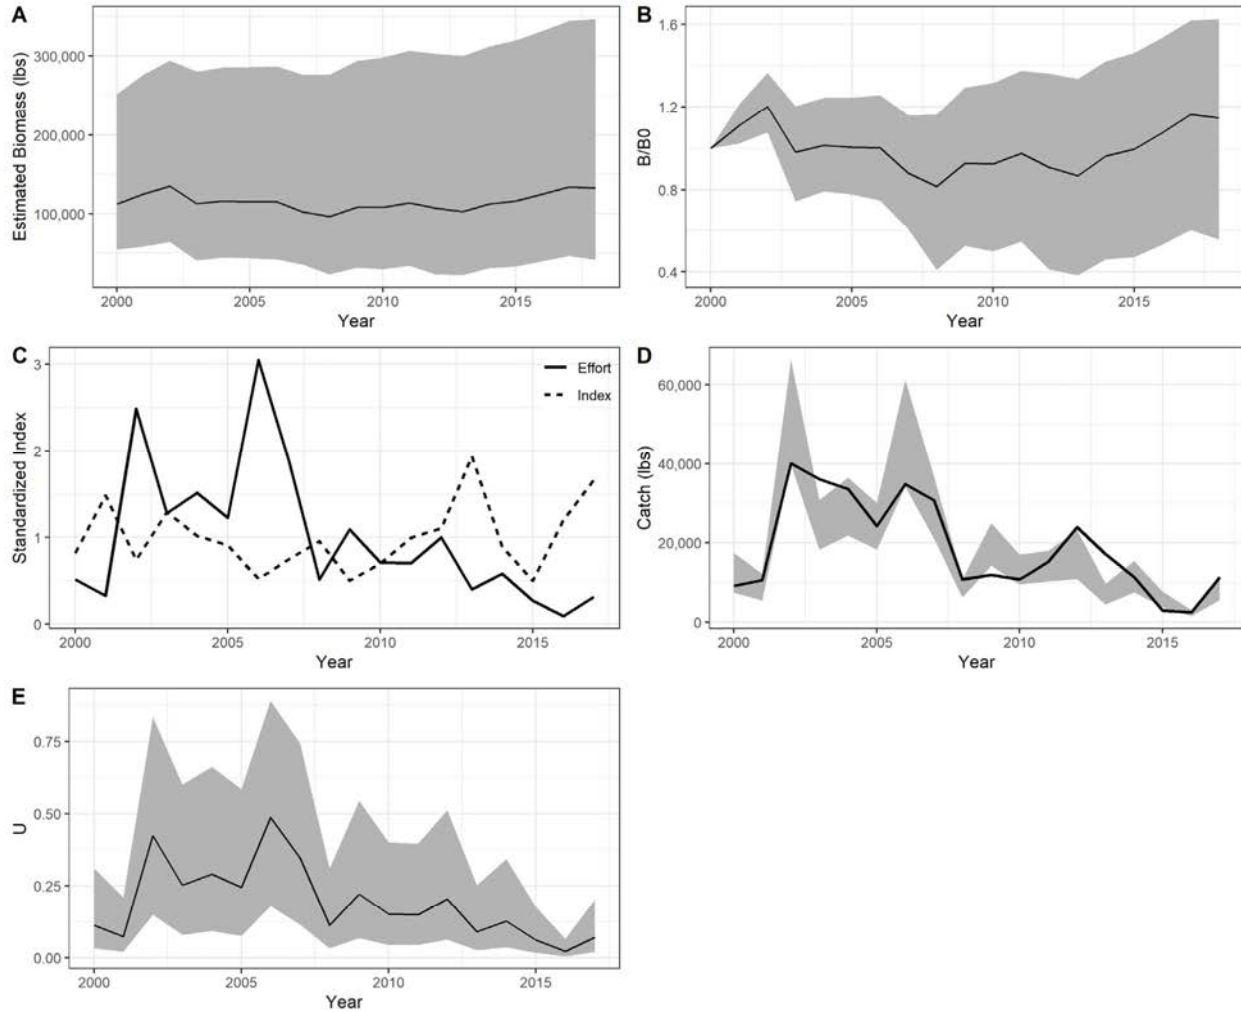 A
Estimated Biomass (lbs)
300,000
200,000
100,000
2000
2005
2010
2015
Year
B
B/B0
1.6
1.2
0.8
0.4
2000
2005
2010
2015
Year
C
Standardized Index
3
2
1
0
Effort
Index
2000
2005
2010
2015
Year
D
Catch (lbs)
60,000
40,000
20,000
0
2000
2005
2010
2015
Year
E
U
0.75
0.50
0.25
0.00
2000
2005
2010
2015
Year